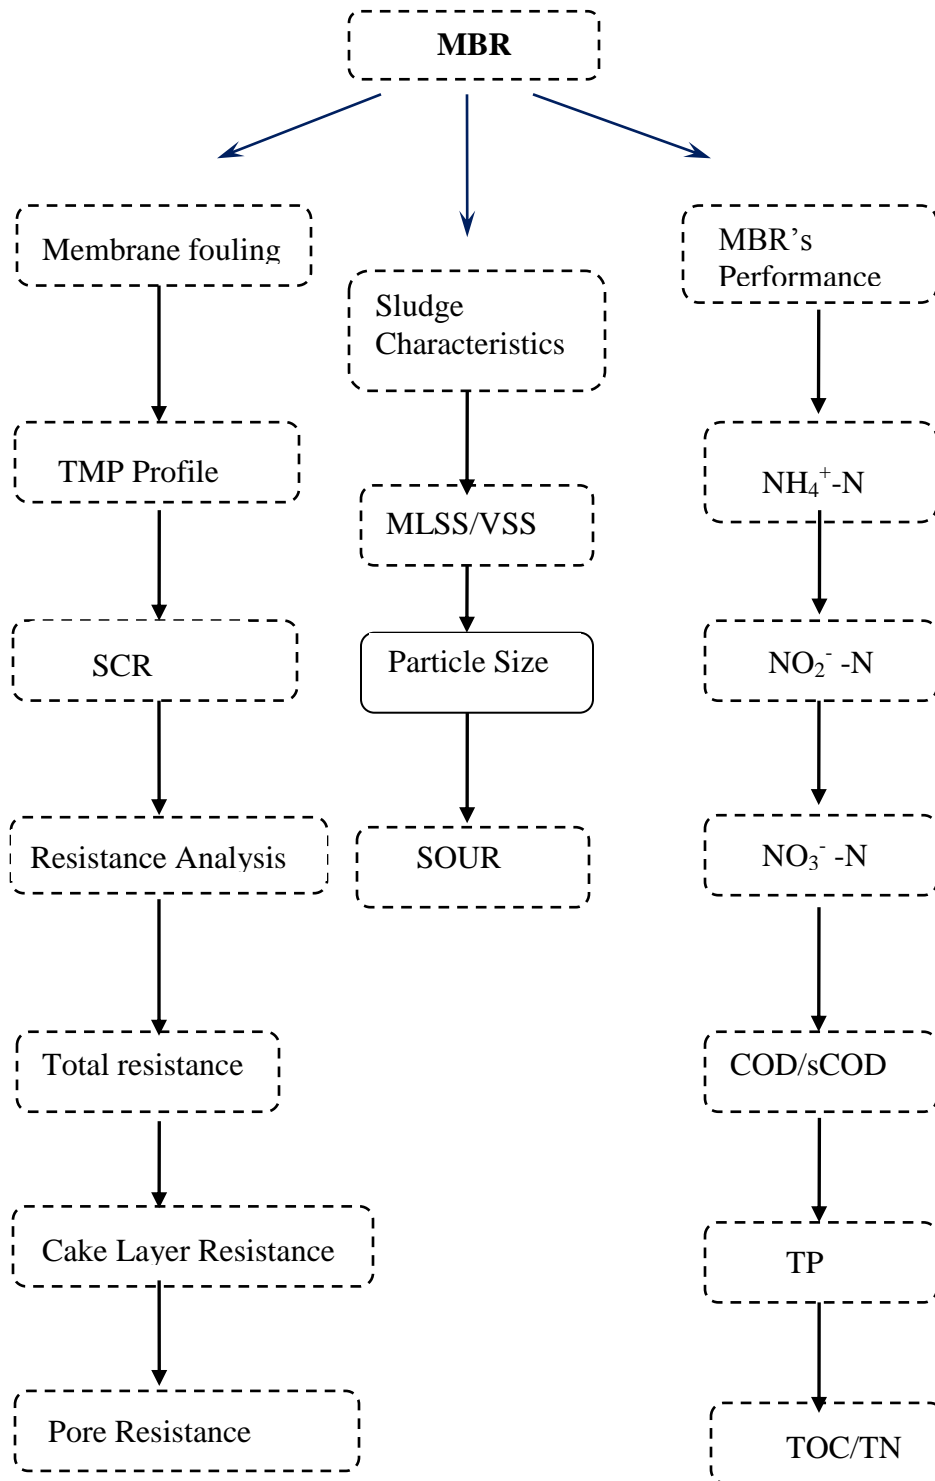 MBR
Membrane fouling
TMP Profile
SCR
Resistance Analysis
Total resistance
Cake Layer Resistance
Pore Resistance
Sludge
Characteristics
MLSS/VSS
Particle Size
SOUR
MBR’s
Performance
NH₄⁺-N
NO₂⁻ -N
NO₃⁻ -N
COD/sCOD
TP
TOC/TN